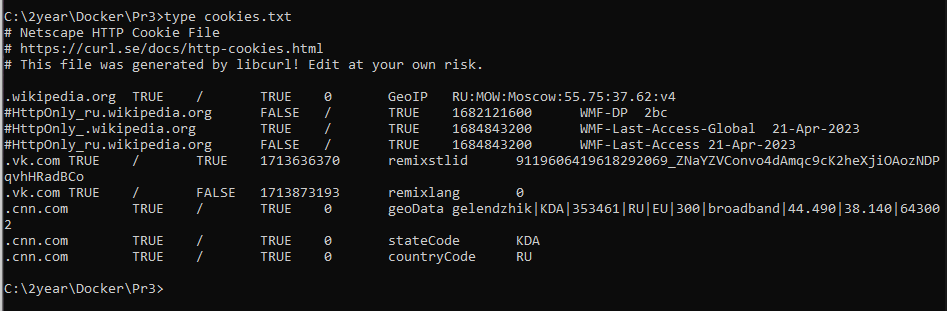 C:\2year\Docker\Pr3>type cookies.txt
# Netscape HTTP Cookie File
# https://curl.se/docs/http-cookies.html
# This file was generated by libcurl! Edit at your own risk.
.wikipedia.org TRUE / TRUE 0 GeoIP RU:MOW:Moscow:55.75:37.62:v4
#HttpOnly_ru.wikipedia.org FALSE / TRUE 1682121600 WMF-DP 2bc
#HttpOnly_.wikipedia.org TRUE / TRUE 1684843200 WMF-Last-Access-Global 21-Apr-2023
#HttpOnly_ru.wikipedia.org FALSE / TRUE 1684843200 WMF-Last-Access 21-Apr-2023
.vk.com TRUE / TRUE 1713636370 remixstlid 9119606419618292069_ZNaYZVConvo4dAmqc9cK2heXjiOAozNDP
qvhHRadBCo
.vk.com TRUE / FALSE 1713873193 remixlang 0
.cnn.com TRUE / TRUE 0 geoData gelendzhik|KDA|353461|RU|EU|300|broadband|44.490|38.140|64300
2
.cnn.com TRUE / TRUE 0 stateCode KDA
.cnn.com TRUE / TRUE 0 countryCode RU
C:\2year\Docker\Pr3>